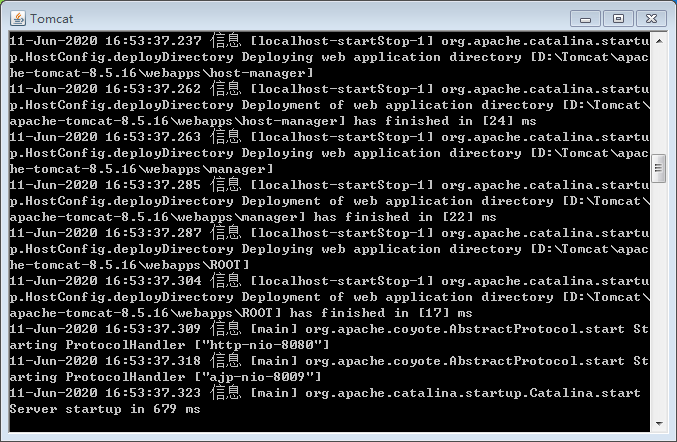 Tomcat
11-Jun-2020 16:53:37.237 信息 [localhost-startStop-1] org.apache.catalina.startu
p.HostConfig.deployDirectory Deploying web application directory [D:\Tomcat\apac
he-tomcat-8.5.16\webapps\host-manager]
11-Jun-2020 16:53:37.262 信息 [localhost-startStop-1] org.apache.catalina.startu
p.HostConfig.deployDirectory Deployment of web application directory [D:\Tomcat\
apache-tomcat-8.5.16\webapps\host-manager] has finished in [24] ms
11-Jun-2020 16:53:37.263 信息 [localhost-startStop-1] org.apache.catalina.startu
p.HostConfig.deployDirectory Deploying web application directory [D:\Tomcat\apac
he-tomcat-8.5.16\webapps\manager]
11-Jun-2020 16:53:37.285 信息 [localhost-startStop-1] org.apache.catalina.startu
p.HostConfig.deployDirectory Deployment of web application directory [D:\Tomcat\
apache-tomcat-8.5.16\webapps\manager] has finished in [22] ms
11-Jun-2020 16:53:37.287 信息 [localhost-startStop-1] org.apache.catalina.startu
p.HostConfig.deployDirectory Deploying web application directory [D:\Tomcat\apac
he-tomcat-8.5.16\webapps\ROOT]
11-Jun-2020 16:53:37.304 信息 [localhost-startStop-1] org.apache.catalina.startu
p.HostConfig.deployDirectory Deployment of web application directory [D:\Tomcat\
apache-tomcat-8.5.16\webapps\ROOT] has finished in [17] ms
11-Jun-2020 16:53:37.309 信息 [main] org.apache.coyote.AbstractProtocol.start St
arting ProtocolHandler ["http-nio-8080"]
11-Jun-2020 16:53:37.318 信息 [main] org.apache.coyote.AbstractProtocol.start St
arting ProtocolHandler ["ajp-nio-8009"]
11-Jun-2020 16:53:37.323 信息 [main] org.apache.catalina.startup.Catalina.start
Server startup in 679 ms